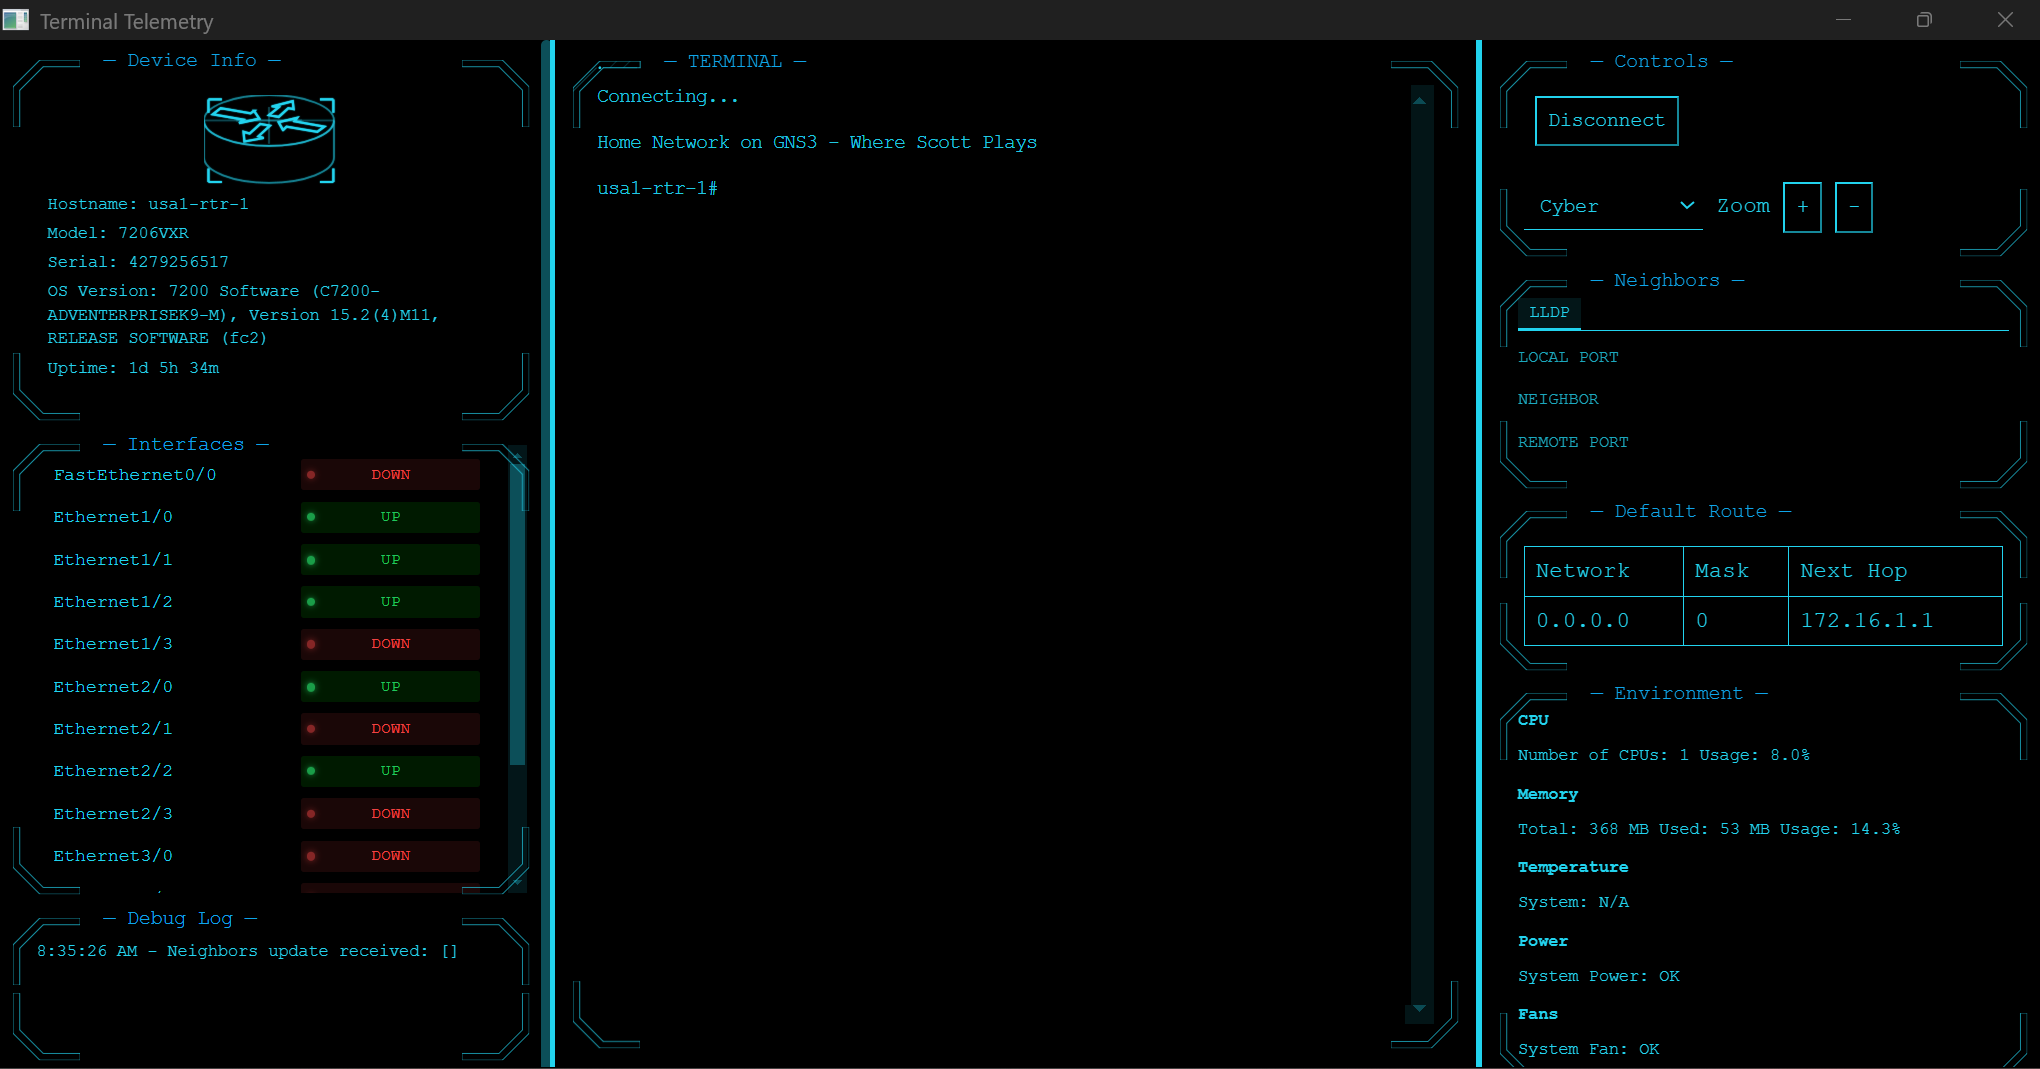 Terminal Telemetry
— Device Info —
Hostname: usa1-rtr-1
Model: 7206VXR
Serial: 4279256517
OS Version: 7200 Software (C7200-
ADVENTERPRISEK9-M), Version 15.2(4)M11,
RELEASE SOFTWARE (fc2)
Uptime: 1d 5h 34m
— Interfaces —
FastEthernet0/0 DOWN
Ethernet1/0 UP
Ethernet1/1 UP
Ethernet1/2 UP
Ethernet1/3 DOWN
Ethernet2/0 UP
Ethernet2/1 DOWN
Ethernet2/2 UP
Ethernet2/3 DOWN
Ethernet3/0 DOWN
— Debug Log —
8:35:26 AM - Neighbors update received: []
— TERMINAL —
Connecting...
Home Network on GNS3 - Where Scott Plays
usa1-rtr-1#
— Controls —
Disconnect
Cyber Zoom + -
— Neighbors —
LLDP
LOCAL PORT
NEIGHBOR
REMOTE PORT
— Default Route —
Network Mask Next Hop
0.0.0.0 0 172.16.1.1
— Environment —
CPU
Number of CPUs: 1 Usage: 8.0%
Memory
Total: 368 MB Used: 53 MB Usage: 14.3%
Temperature
System: N/A
Power
System Power: OK
Fans
System Fan: OK